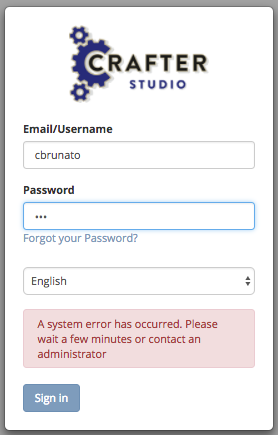 CRAFTER
STUDIO
Email/Username
cbrunato
Password
•••
Forgot your Password?
English
A system error has occurred. Please
wait a few minutes or contact an
administrator
Sign in